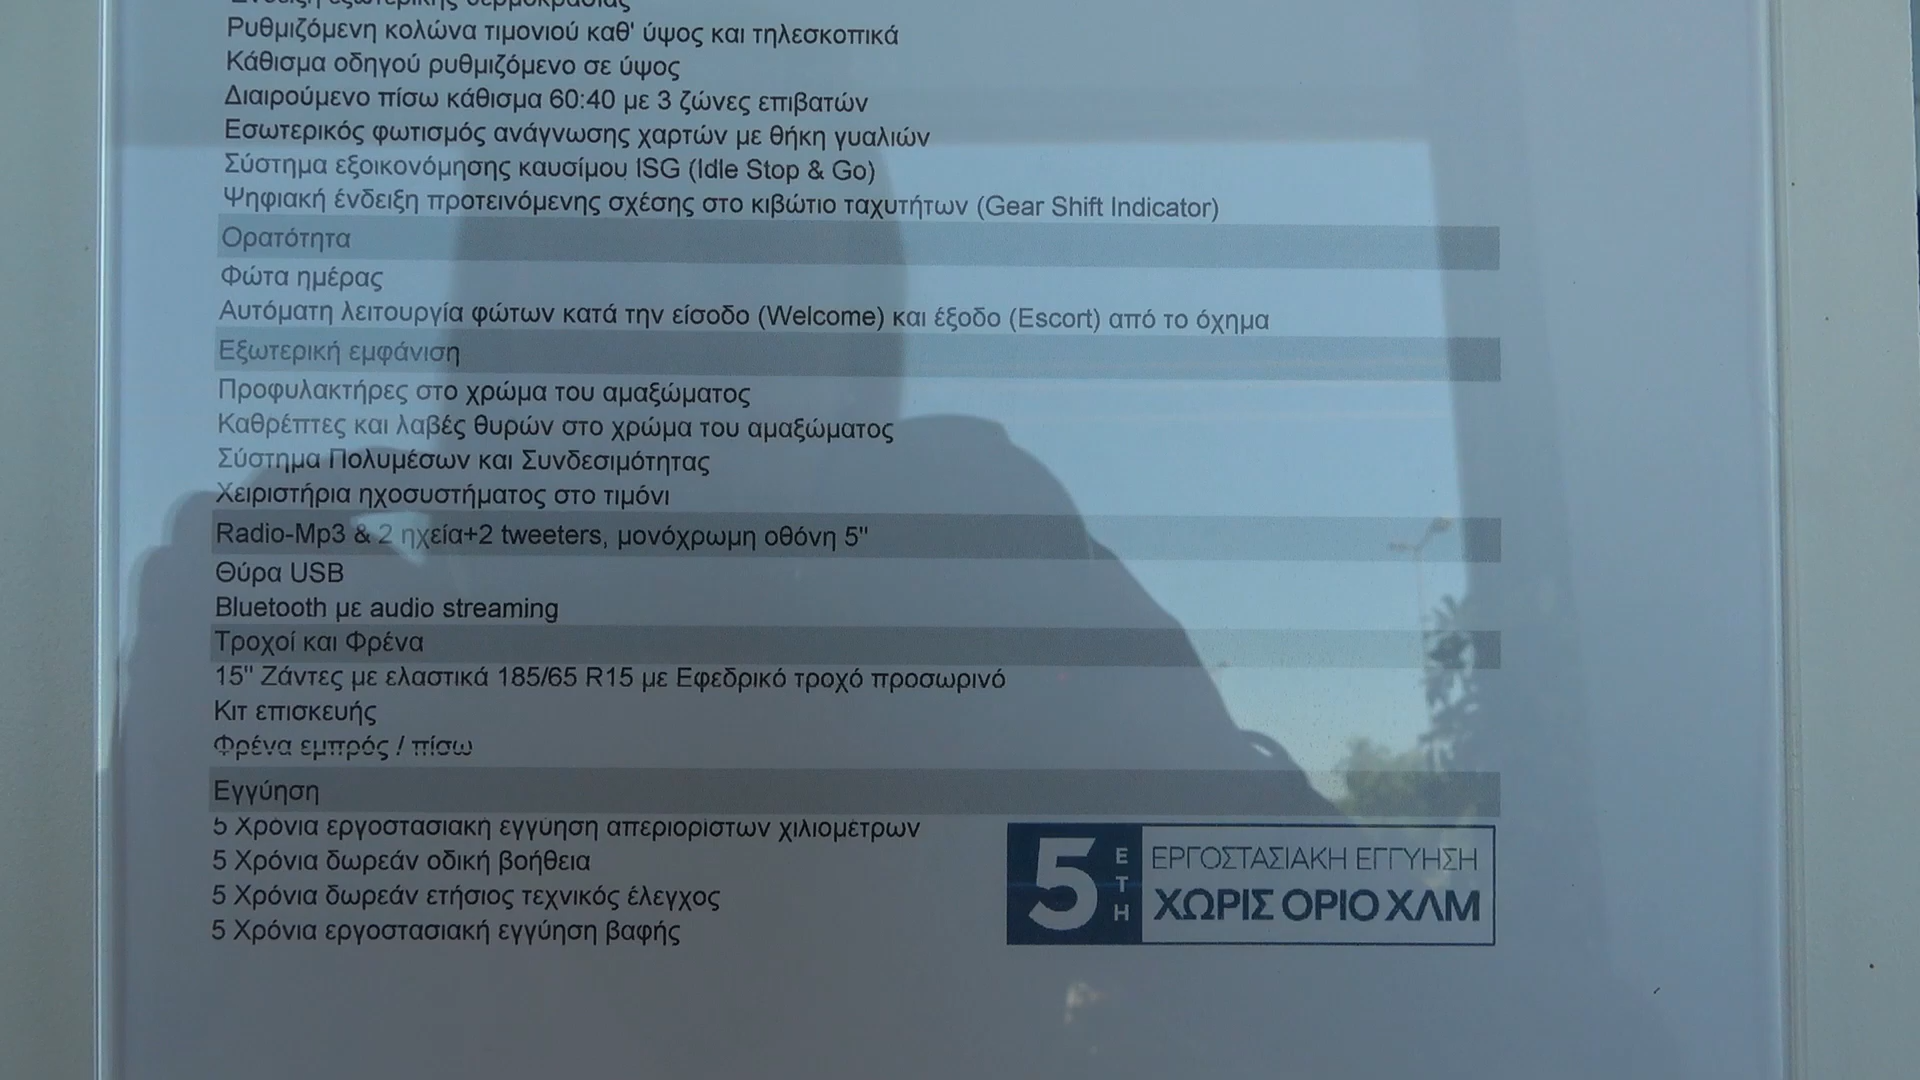 Ένδειξη εξωτερικής θερμοκρασίας
Ρυθμιζόμενη κολώνα τιμονιού καθ' ύψος και τηλεσκοπικά
Κάθισμα οδηγού ρυθμιζόμενο σε ύψος
Διαιρούμενο πίσω κάθισμα 60:40 με 3 ζώνες επιβατών
Εσωτερικός φωτισμός ανάγνωσης χαρτών με θήκη γυαλιών
Σύστημα εξοικονόμησης καυσίμου ISG (Idle Stop & Go)
Ψηφιακή ένδειξη προτεινόμενης σχέσης στο κιβώτιο ταχυτήτων (Gear Shift Indicator)
Ορατότητα
Φώτα ημέρας
Αυτόματη λειτουργία φώτων κατά την είσοδο (Welcome) και έξοδο (Escort) από το όχημα
Εξωτερική εμφάνιση
Προφυλακτήρες στο χρώμα του αμαξώματος
Καθρέπτες και λαβές θυρών στο χρώμα του αμαξώματος
Σύστημα Πολυμέσων και Συνδεσιμότητας
Χειριστήρια ηχοσυστήματος στο τιμόνι
Radio-Mp3 & 2 ηχεία+2 tweeters, μονόχρωμη οθόνη 5"
Θύρα USB
Bluetooth με audio streaming
Τροχοί και Φρένα
15" Ζάντες με ελαστικά 185/65 R15 με Εφεδρικό τροχό προσωρινό
Κιτ επισκευής
Φρένα εμπρός / πίσω
Εγγύηση
5 Χρόνια εργοστασιακή εγγύηση απεριορίστων χιλιομέτρων
5 Χρόνια δωρεάν οδική βοήθεια
5 Χρόνια δωρεάν ετήσιος τεχνικός έλεγχος
5 Χρόνια εργοστασιακή εγγύηση βαφής
5 ΕΤΗ ΕΡΓΟΣΤΑΣΙΑΚΗ ΕΓΓΥΗΣΗ
ΧΩΡΙΣ ΟΡΙΟ ΧΛΜ